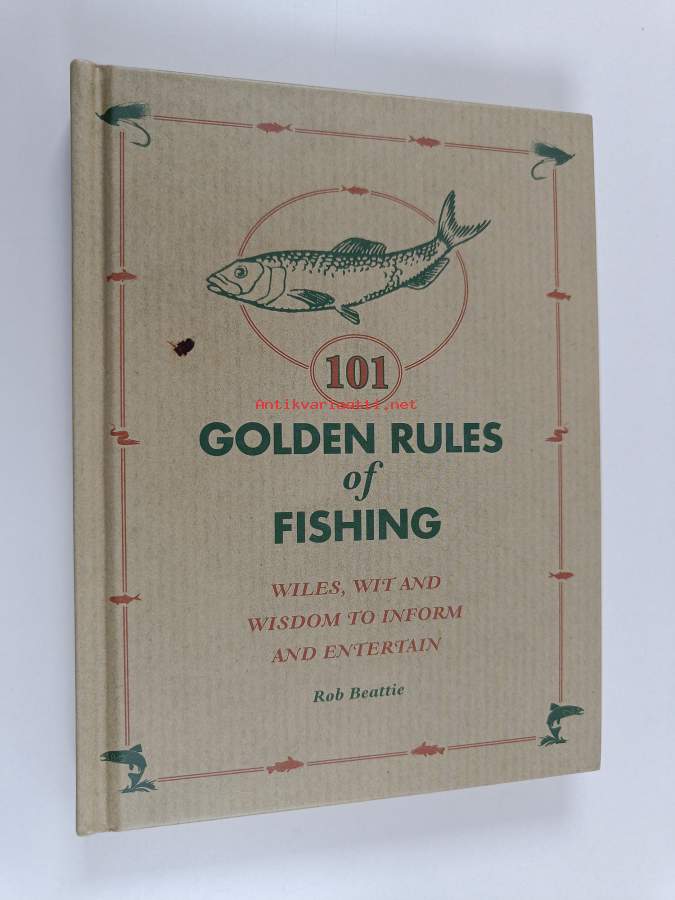 101
Antikvariaatti.net
GOLDEN RULES
of
FISHING
WILES, WIT AND
WISDOM TO INFORM
AND ENTERTAIN
Rob Beattie